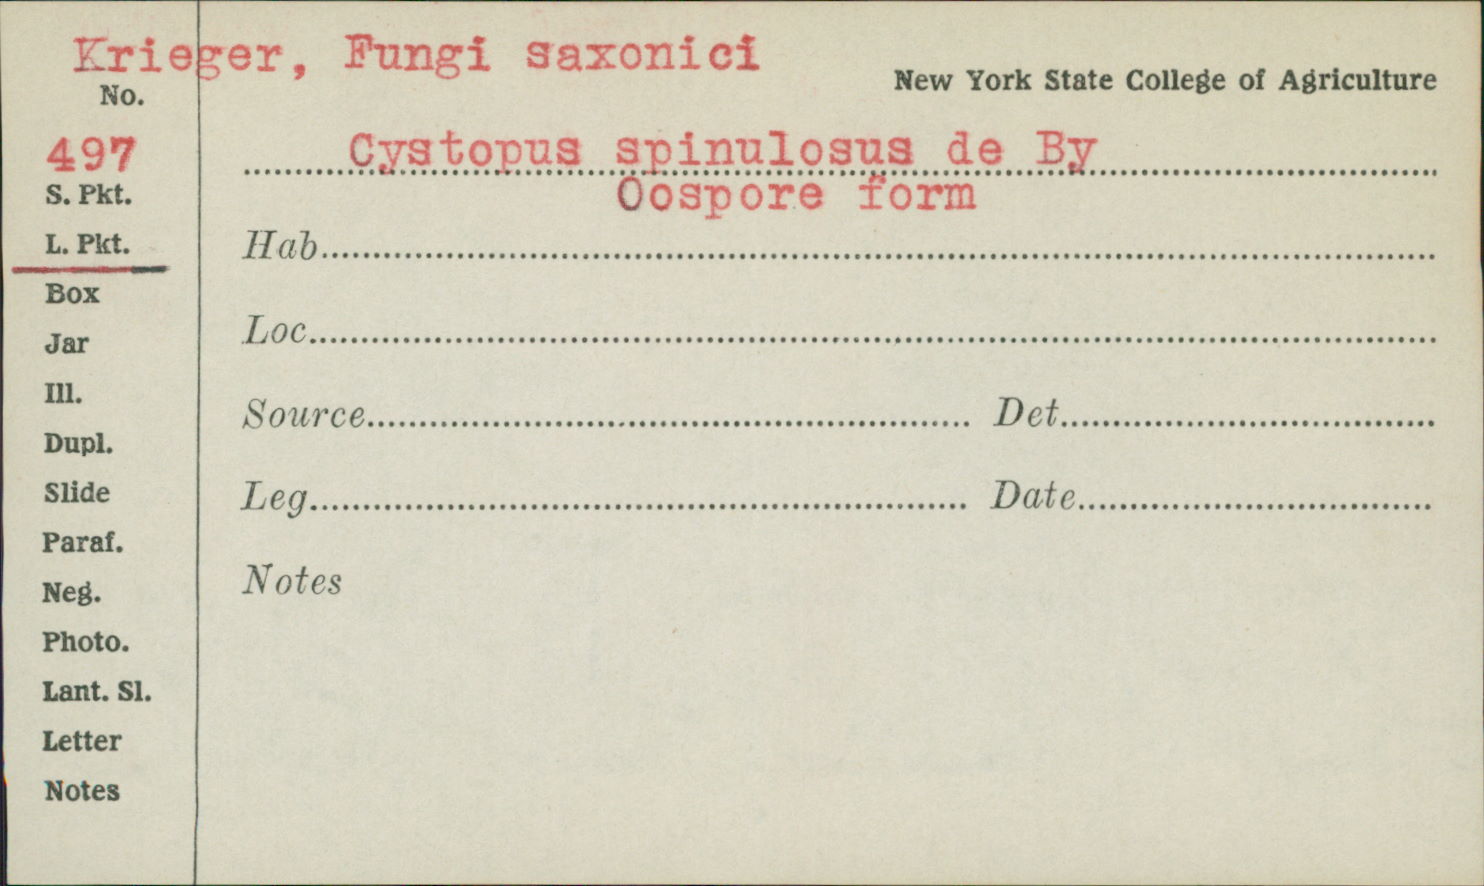 Krieger, Fungi saxonici
New York State College of Agriculture
No.
497
Cystopus spinulosus de By
Oospore form
S. Pkt.
L. Pkt.
Hab
Box
Loc
Jar
Ill.
Source Det
Dupl.
Slide
Leg Date
Paraf.
Notes
Neg.
Photo.
Lant. Sl.
Letter
Notes